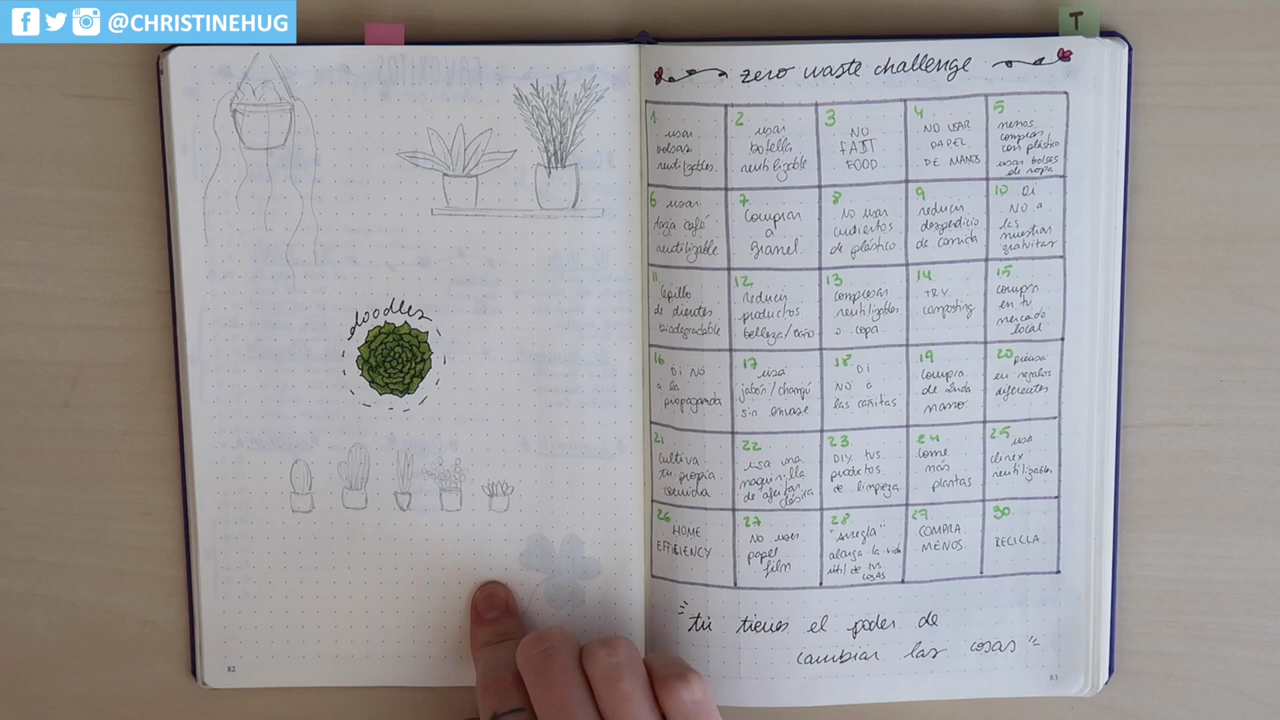 @CHRISTINEHUG
T
FAVORITOS
zero waste challenge
1
usar
bolsas
reutilizables
2
usar
botella
reutilizable
3
NO
FAST
FOOD
4
NO USAR
PAPEL
DE MANOS
5
menos
compras
con plástico
usar bolsas
de ropa
6 usar
taza café
reutilizable
7
Comprar
a
granel.
8
No usar
cubiertos
de plástico
9
reducir
desperdicio
de comida
10 Di
NO a
las
muestras
gratuitas
11
Cepillo
de dientes
biodegradable
12
reducir
productos
belleza/baño
13
compresas
reutilizables
o copa
14
TRY
composting
15
compra
en tu
mercado
local
16
Di NO
a la
propaganda
17
usa
jabón/champú
sin envase
18 Di
NO a
las cañitas
19
Compra
de 2nda
mano
20 piensa
en regalos
diferentes
21
Cultiva
tu propia
comida
22
usa una
maquinilla
de afeitar
clásica
23
DIY tus
productos
de limpieza
24
Come
más
plantas
25
usa
clinex
reutilizables
26
HOME
EFFICIENCY
27
No uses
papel
film
28
"arregla"
alarga la vida
útil de tus
cosas
29
COMPRA
MENOS.
30
RECICLA
doodles
"tú tienes el poder de
cambiar las cosas"
82
83